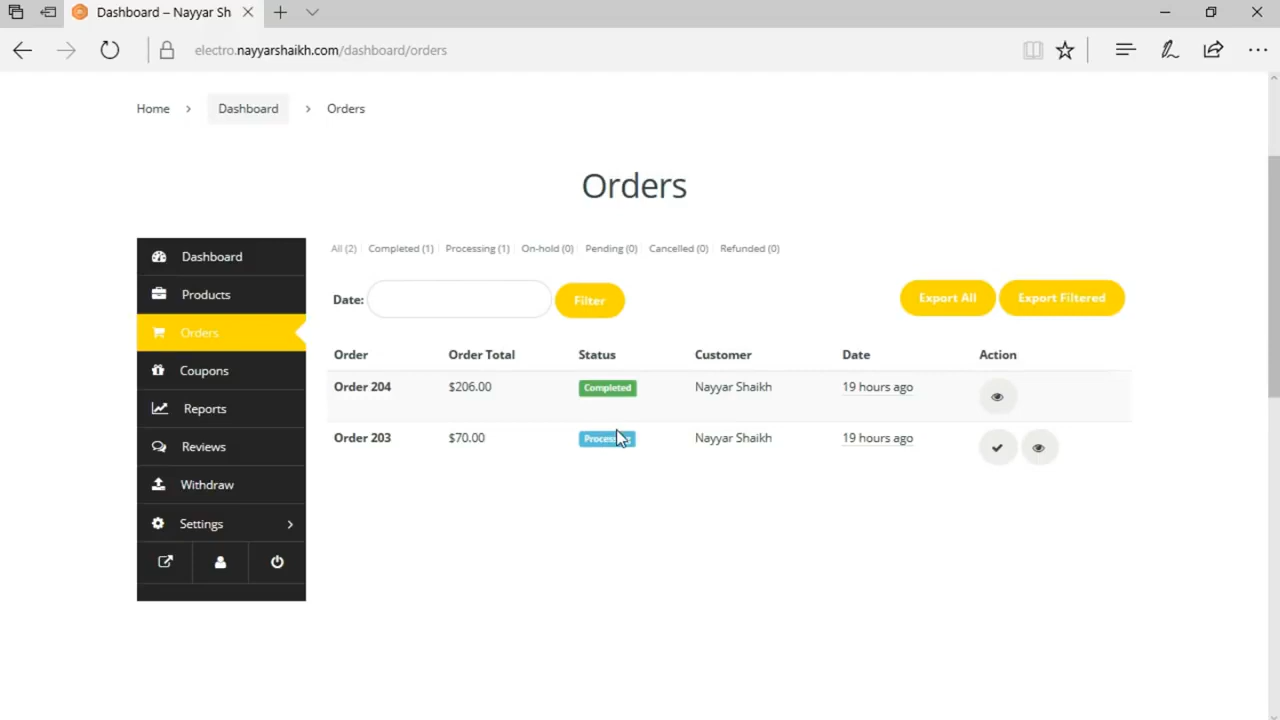 Dashboard – Nayyar Sh
electro.nayyarshaikh.com/dashboard/orders
Home > Dashboard > Orders
Orders
Dashboard
Products
Orders
Coupons
Reports
Reviews
Withdraw
Settings
All (2) Completed (1) Processing (1) On-hold (0) Pending (0) Cancelled (0) Refunded (0)
Date: Filter Export All Export Filtered
Order Order Total Status Customer Date Action
Order 204 $206.00 Completed Nayyar Shaikh 19 hours ago
Order 203 $70.00 Nayyar Shaikh 19 hours ago